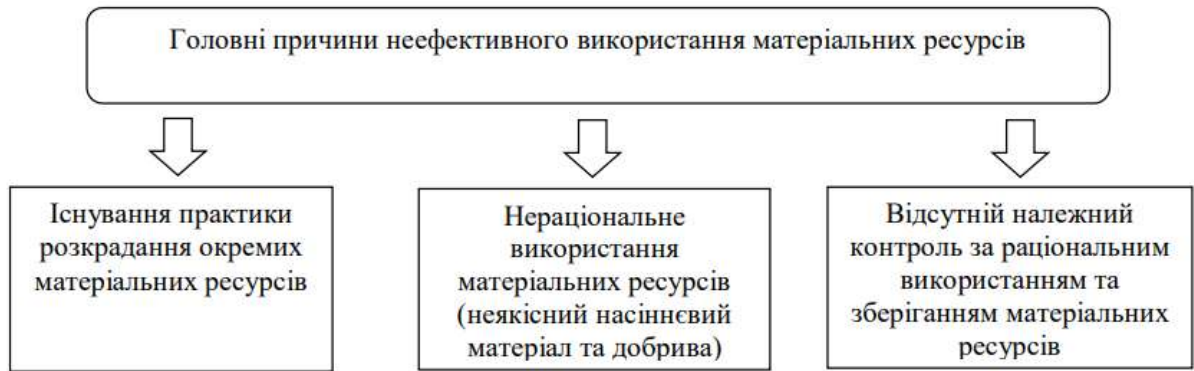 Головні причини неефективного використання матеріальних ресурсів
Існування практики
розкрадання окремих
матеріальних ресурсів
Нераціональне
використання
матеріальних ресурсів
(неякісний насіннєвий
матеріал та добрива)
Відсутній належний
контроль за раціональним
використанням та
зберіганням матеріальних
ресурсів